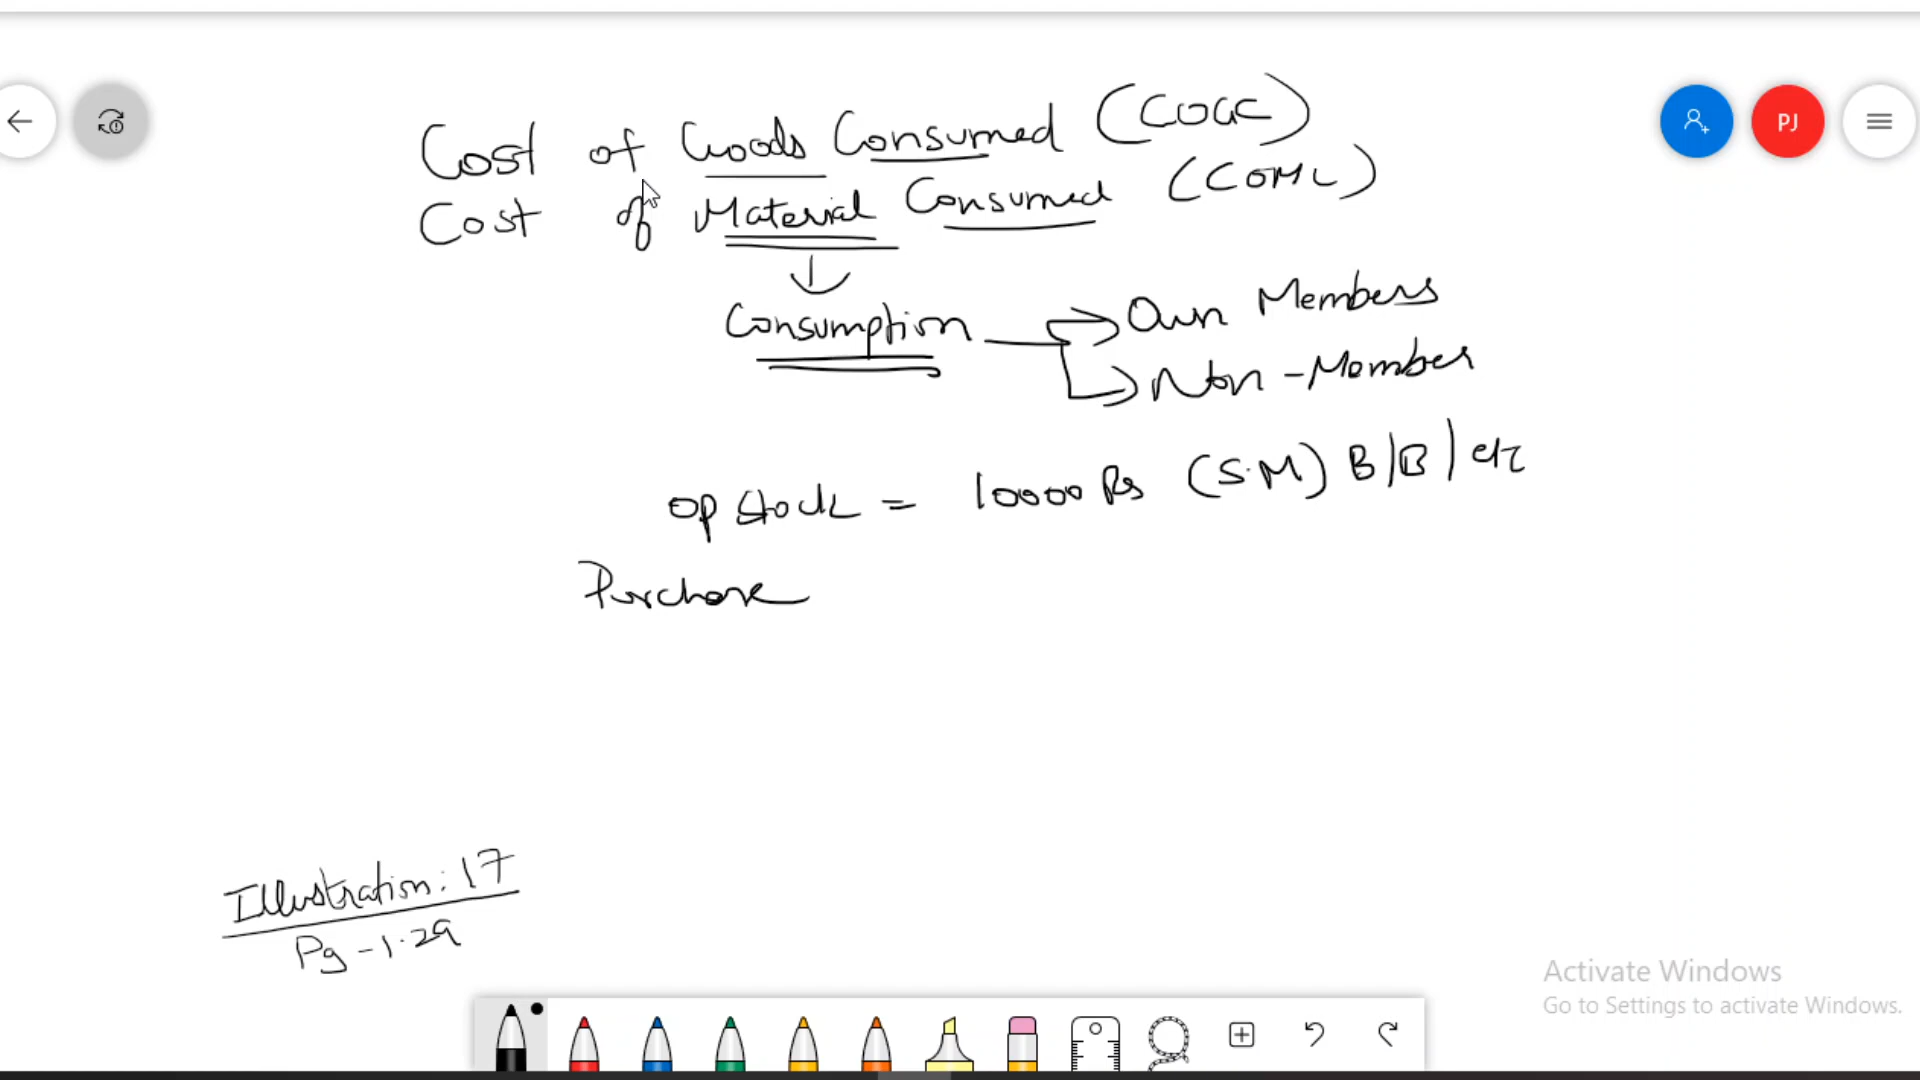 Cost of Goods Consumed (COGC)
PJ
Cost of Material Consumed (COMC)
Consumption
Own Members
Non-Member
op stock = 10000 Rs (S.M) B/B/etc
Purchase
Illustration: 17
Pg - 1.29
Activate Windows
Go to Settings to activate Windows.